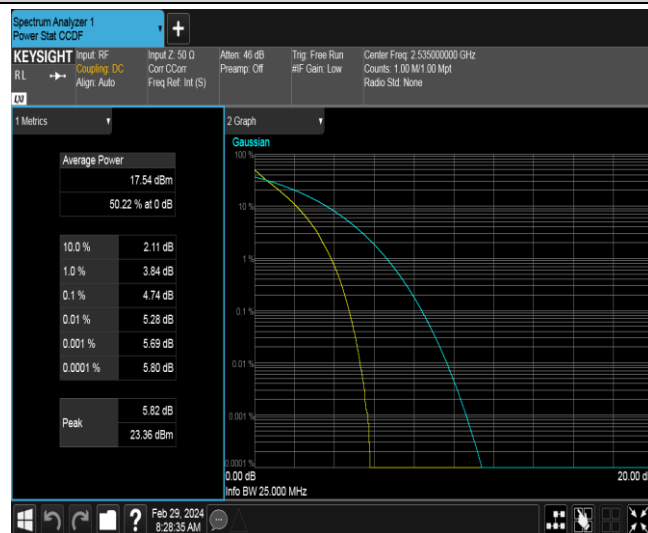 Spectrum Analyzer 1
Power Stat CCDF
+
KEYSIGHT
RL
LXI
Input: RF
Coupling: DC
Align: Auto
Input Z: 50 Ω
Corr CCorr
Freq Ref: Int (S)
Atten: 46 dB
Preamp: Off
Trig: Free Run
#IF Gain: Low
Center Freq: 2.535000000 GHz
Counts: 1.00 M/1.00 Mpt
Radio Std: None
1 Metrics
Average Power
17.54 dBm
50.22 % at 0 dB
10.0 % 2.11 dB
1.0 % 3.84 dB
0.1 % 4.74 dB
0.01 % 5.28 dB
0.001 % 5.69 dB
0.0001 % 5.80 dB
Peak 5.82 dB
23.36 dBm
2 Graph
Gaussian
100 %
10 %
1 %
0.1 %
0.01 %
0.001 %
0.0001 %
0.00 dB 20.00 d
Info BW 25.000 MHz
?
Feb 29, 2024
8:28:35 AM